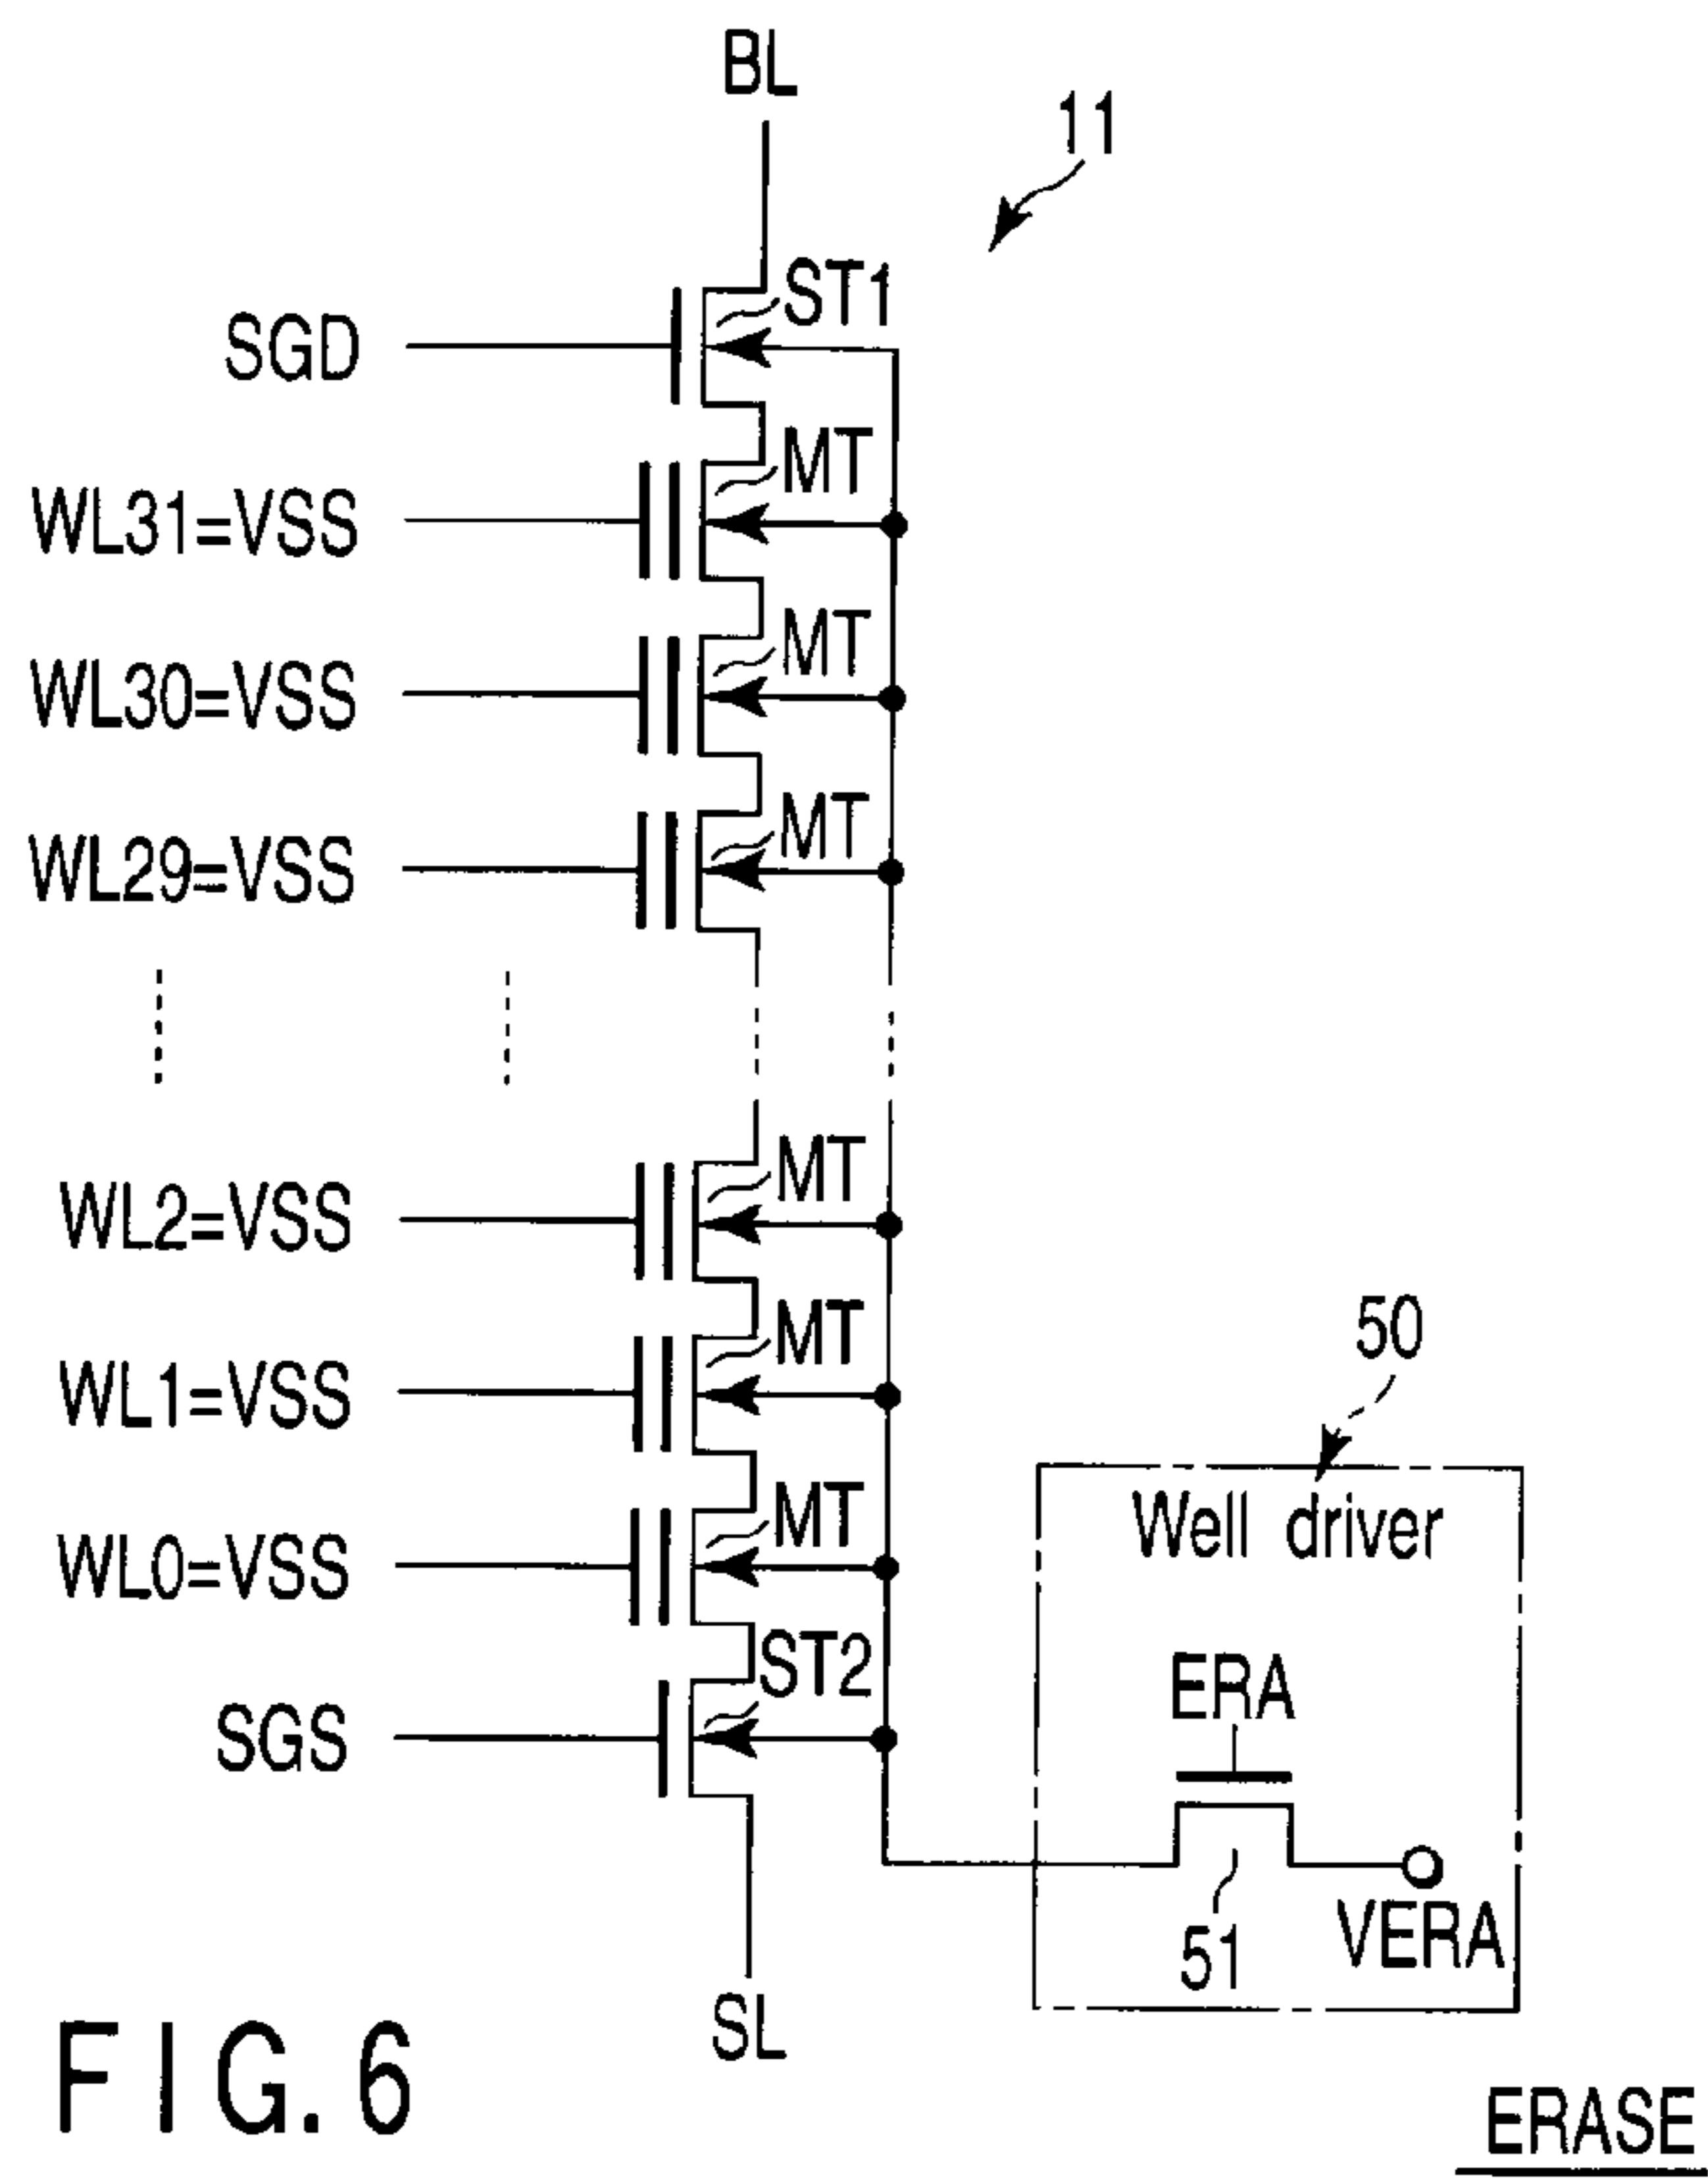 BL
11
ST1
SGD
MT
WL31=VSS
MT
WL30=VSS
MT
WL29=VSS
MT
WL2=VSS
MT
WL1=VSS
50
MT
Well driver
WL0=VSS
ST2
ERA
SGS
51
VERA
SL
FIG. 6
ERASE